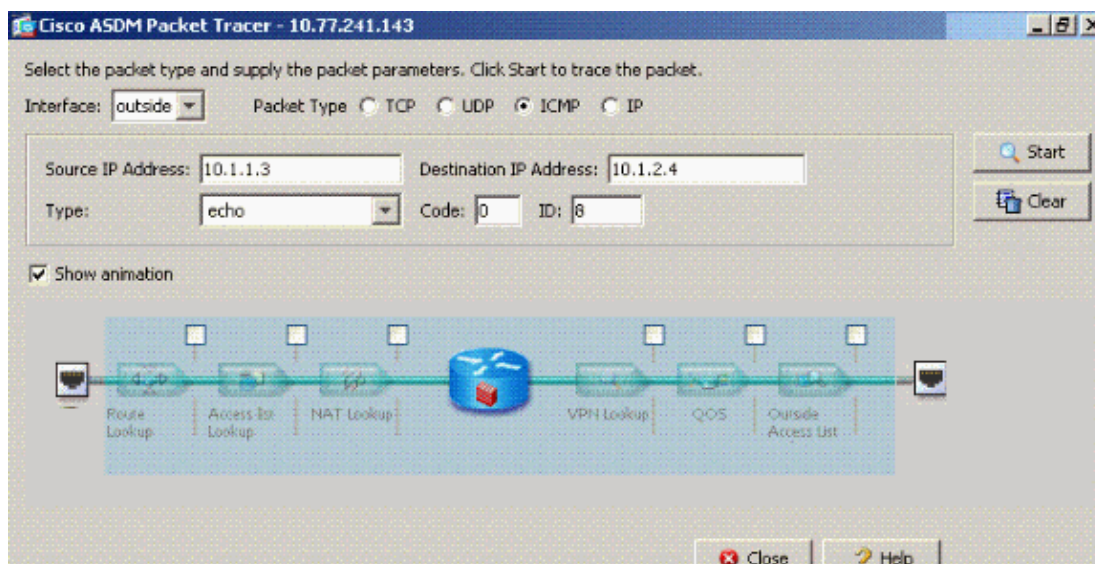 Cisco ASDM Packet Tracer - 10.77.241.143
Select the packet type and supply the packet parameters. Click Start to trace the packet.
Interface: outside Packet Type TCP UDP ICMP IP
Source IP Address: 10.1.1.3 Destination IP Address: 10.1.2.4
Start
Type: echo Code: 0 ID: 8
Clear
Show animation
Route Lookup
Access list Lookup
NAT Lookup
VPN Lookup
QOS
Outside Access List
Close Help